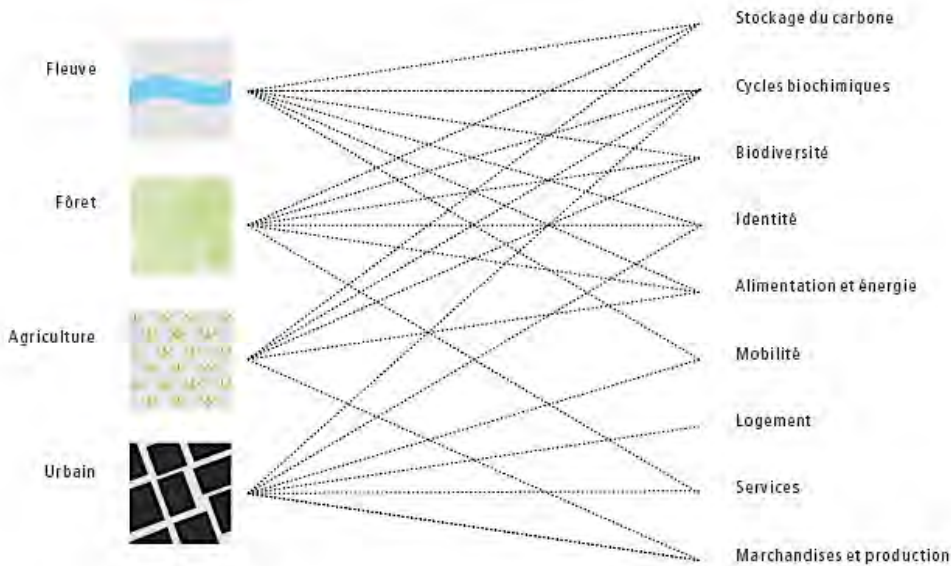 Fleuve
Fôret
Agriculture
Urbain
Stockage du carbone
Cycles biochimiques
Biodiversité
Identité
Alimentation et énergie
Mobilité
Logement
Services
Marchandises et production